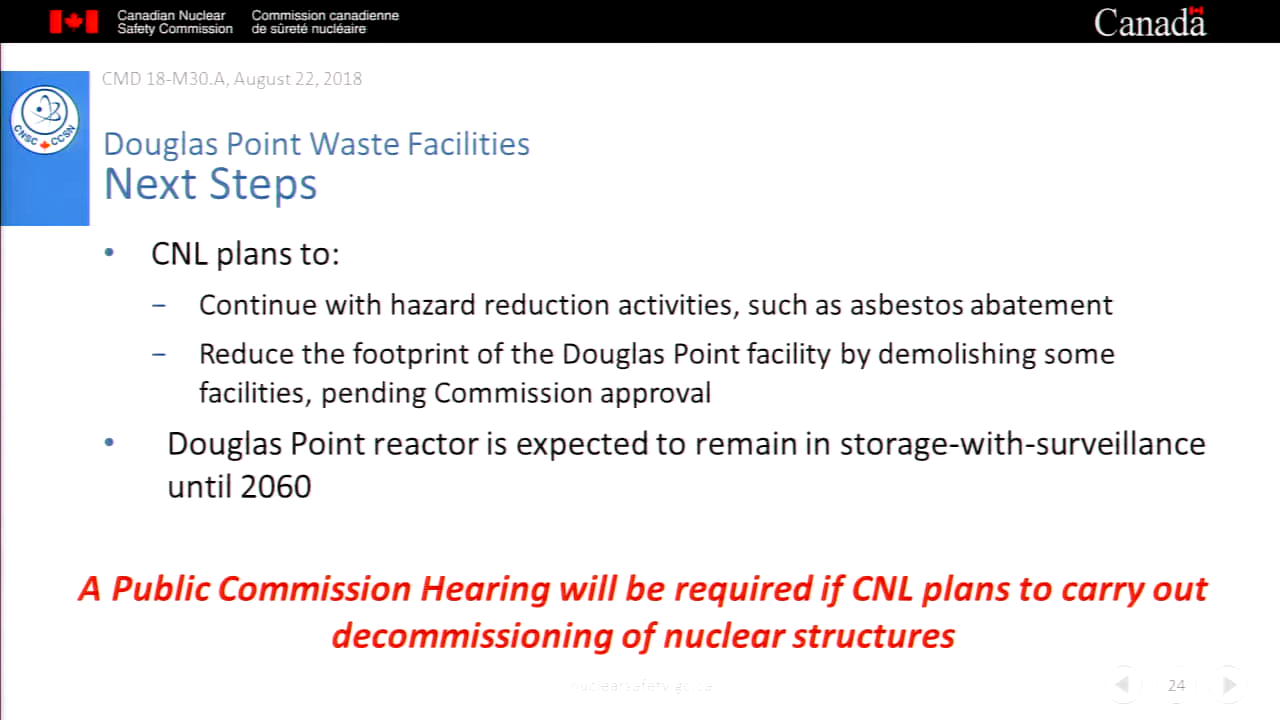 Canadian Nuclear
Safety Commission
Commission canadienne
de sûreté nucléaire
Canada
CMD 18-M30.A, August 22, 2018
CNSC CCSN
Douglas Point Waste Facilities
Next Steps
• CNL plans to:
– Continue with hazard reduction activities, such as asbestos abatement
– Reduce the footprint of the Douglas Point facility by demolishing some
facilities, pending Commission approval
• Douglas Point reactor is expected to remain in storage-with-surveillance
until 2060
A Public Commission Hearing will be required if CNL plans to carry out
decommissioning of nuclear structures
nuclearsafety.gc.ca
24